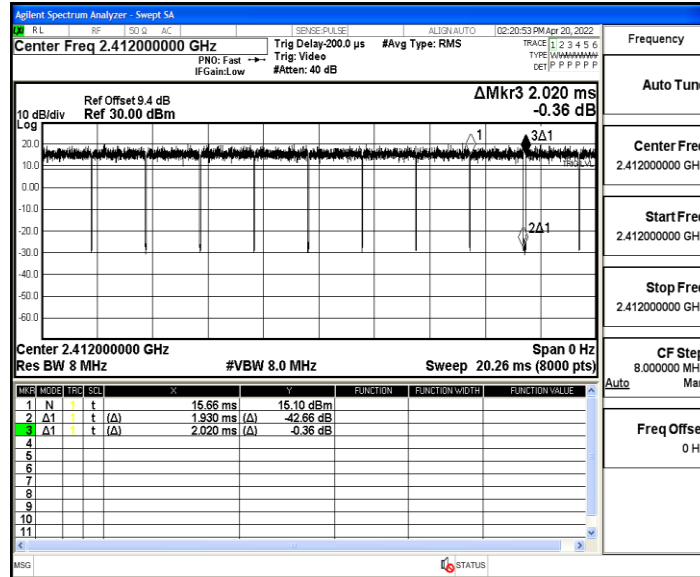 Agilent Spectrum Analyzer - Swept SA
RL RF 50 Ω AC SENSE:PULSE ALIGNAUTO 02:20:53 PM Apr 20, 2022
Center Freq 2.412000000 GHz
PNO: Fast
IFGain:Low
Trig Delay-200.0 µs
Trig: Video
#Atten: 40 dB
#Avg Type: RMS
TRACE 1 2 3 4 5 6
TYPE
DET P P P P P P
Frequency
Auto Tune
Center Freq
2.412000000 GH
Start Freq
2.412000000 GH
Stop Freq
2.412000000 GH
CF Step
8.000000 MH
Auto Man
Freq Offse
0 H
ΔMkr3 2.020 ms
-0.36 dB
Ref Offset 9.4 dB
10 dB/div Ref 30.00 dBm
Log
20.0
10.0
0.00
-10.0
-20.0
-30.0
-40.0
-50.0
-60.0
1
3Δ1
TRIG LVL
2Δ1
Center 2.412000000 GHz Span 0 Hz
Res BW 8 MHz #VBW 8.0 MHz Sweep 20.26 ms (8000 pts)
MKR MODE TRC SCL X Y FUNCTION FUNCTION WIDTH FUNCTION VALUE
1 N 1 t 15.66 ms 15.10 dBm
2 Δ1 1 t (Δ) 1.930 ms (Δ) -42.66 dB
3 Δ1 1 t (Δ) 2.020 ms (Δ) -0.36 dB
4
5
6
7
8
9
10
11
MSG STATUS